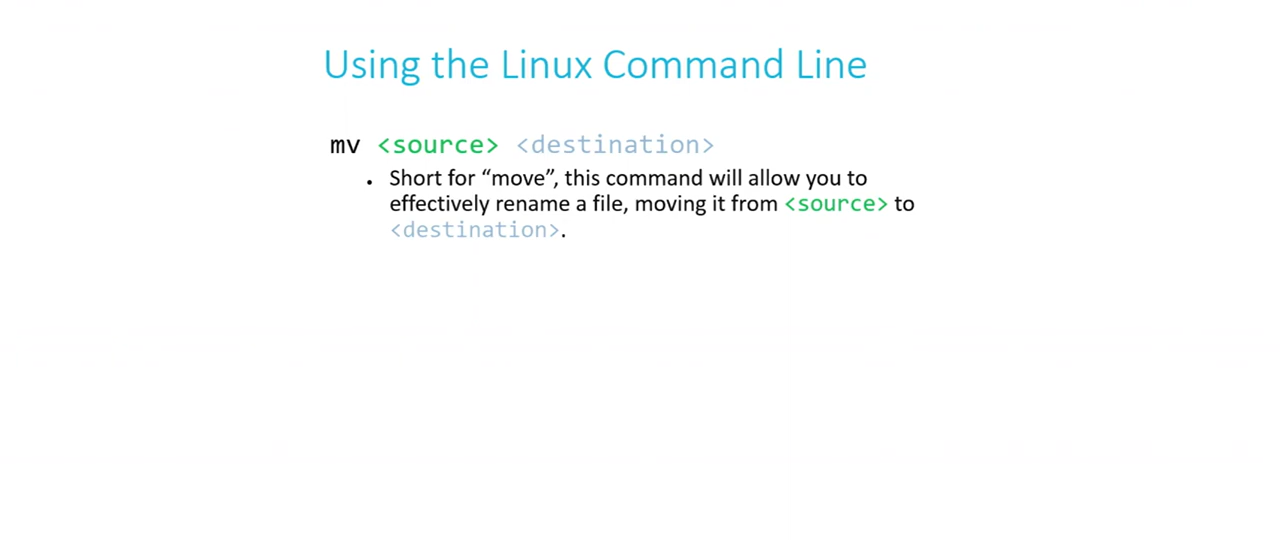 Using the Linux Command Line
mv <source> <destination>
• Short for “move”, this command will allow you to
effectively rename a file, moving it from <source> to
<destination>.